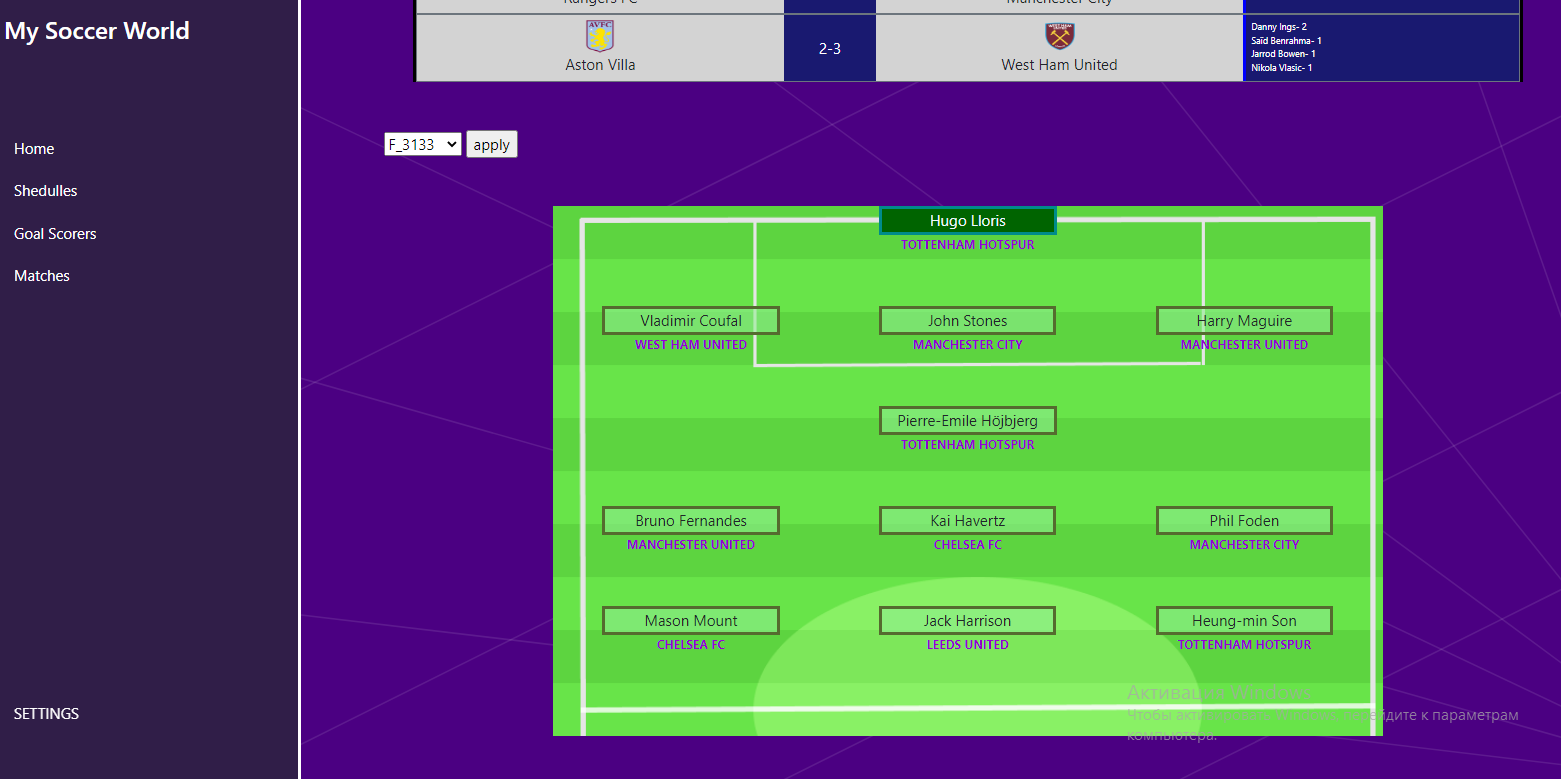 My Soccer World
Home
Shedulles
Goal Scorers
Matches
SETTINGS
Rangers FC
Manchester City
AVFC
Aston Villa
2-3
WEST HAM
UNITED
West Ham United
Danny Ings- 2
Saïd Benrahma- 1
Jarrod Bowen- 1
Nikola Vlasic- 1
F_3133
apply
Hugo Lloris
TOTTENHAM HOTSPUR
Vladimir Coufal
WEST HAM UNITED
John Stones
MANCHESTER CITY
Harry Maguire
MANCHESTER UNITED
Pierre-Emile Höjbjerg
TOTTENHAM HOTSPUR
Bruno Fernandes
MANCHESTER UNITED
Kai Havertz
CHELSEA FC
Phil Foden
MANCHESTER CITY
Mason Mount
CHELSEA FC
Jack Harrison
LEEDS UNITED
Heung-min Son
TOTTENHAM HOTSPUR
Активация Windows
Чтобы активировать Windows, перейдите к параметрам
компьютера.